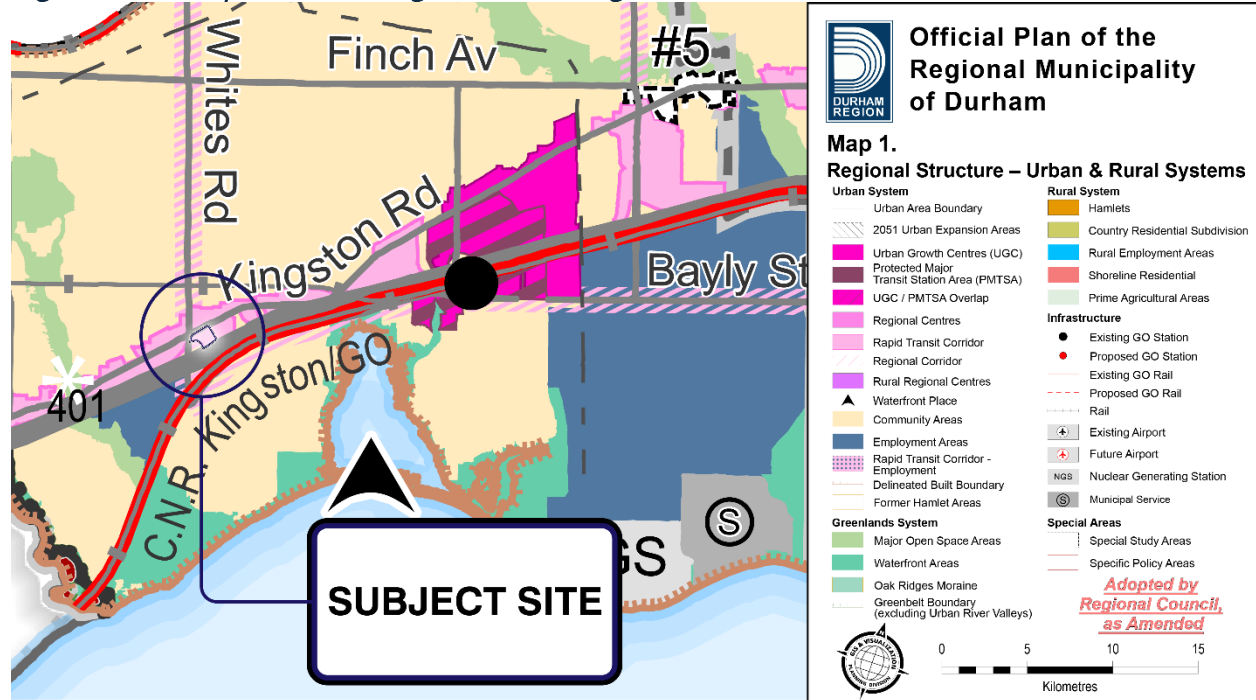 Finch Av
#5
Whites Rd
Kingston Rd
Bayly St
401
C.N.R. Kingston/GO
GS
S
SUBJECT SITE
DURHAM
REGION
Official Plan of the
Regional Municipality
of Durham
Map 1.
Regional Structure – Urban & Rural Systems
Urban System
Urban Area Boundary
2051 Urban Expansion Areas
Urban Growth Centres (UGC)
Protected Major
Transit Station Area (PMTSA)
UGC / PMTSA Overlap
Regional Centres
Rapid Transit Corridor
Regional Corridor
Rural Regional Centres
Waterfront Place
Community Areas
Employment Areas
Rapid Transit Corridor -
Employment
Delineated Built Boundary
Former Hamlet Areas
Greenlands System
Major Open Space Areas
Waterfront Areas
Oak Ridges Moraine
Greenbelt Boundary
(excluding Urban River Valleys)
Rural System
Hamlets
Country Residential Subdivision
Rural Employment Areas
Shoreline Residential
Prime Agricultural Areas
Infrastructure
Existing GO Station
Proposed GO Station
Existing GO Rail
Proposed GO Rail
Rail
Existing Airport
Future Airport
NGS Nuclear Generating Station
S Municipal Service
Special Areas
Special Study Areas
Specific Policy Areas
Adopted by
Regional Council,
as Amended
GIS & VISUALIZATION
PLANNING DIVISION
0 5 10 15
Kilometres